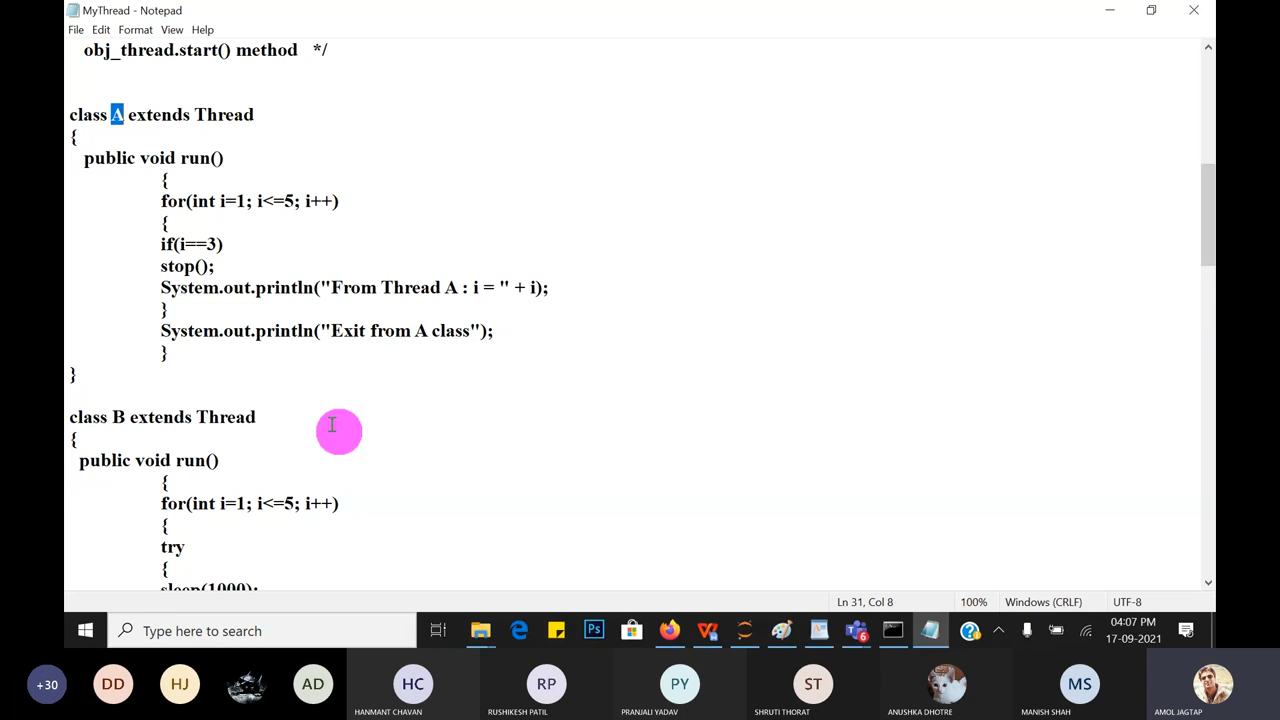 MyThread - Notepad
File Edit Format View Help
obj_thread.start() method */
class A extends Thread
{
public void run()
{
for(int i=1; i<=5; i++)
{
if(i==3)
stop();
System.out.println("From Thread A : i = " + i);
}
System.out.println("Exit from A class");
}
}
class B extends Thread
{
public void run()
{
for(int i=1; i<=5; i++)
{
try
{
sleep(1000);
Ln 31, Col 8 100% Windows (CRLF) UTF-8
Type here to search
Ps
6
04:07 PM
17-09-2021
+30 DD HJ AD HC RP PY ST MS
HANMANT CHAVAN RUSHIKESH PATIL PRANJALI YADAV SHRUTI THORAT ANUSHKA DHOTRE MANISH SHAH AMOL JAGTAP